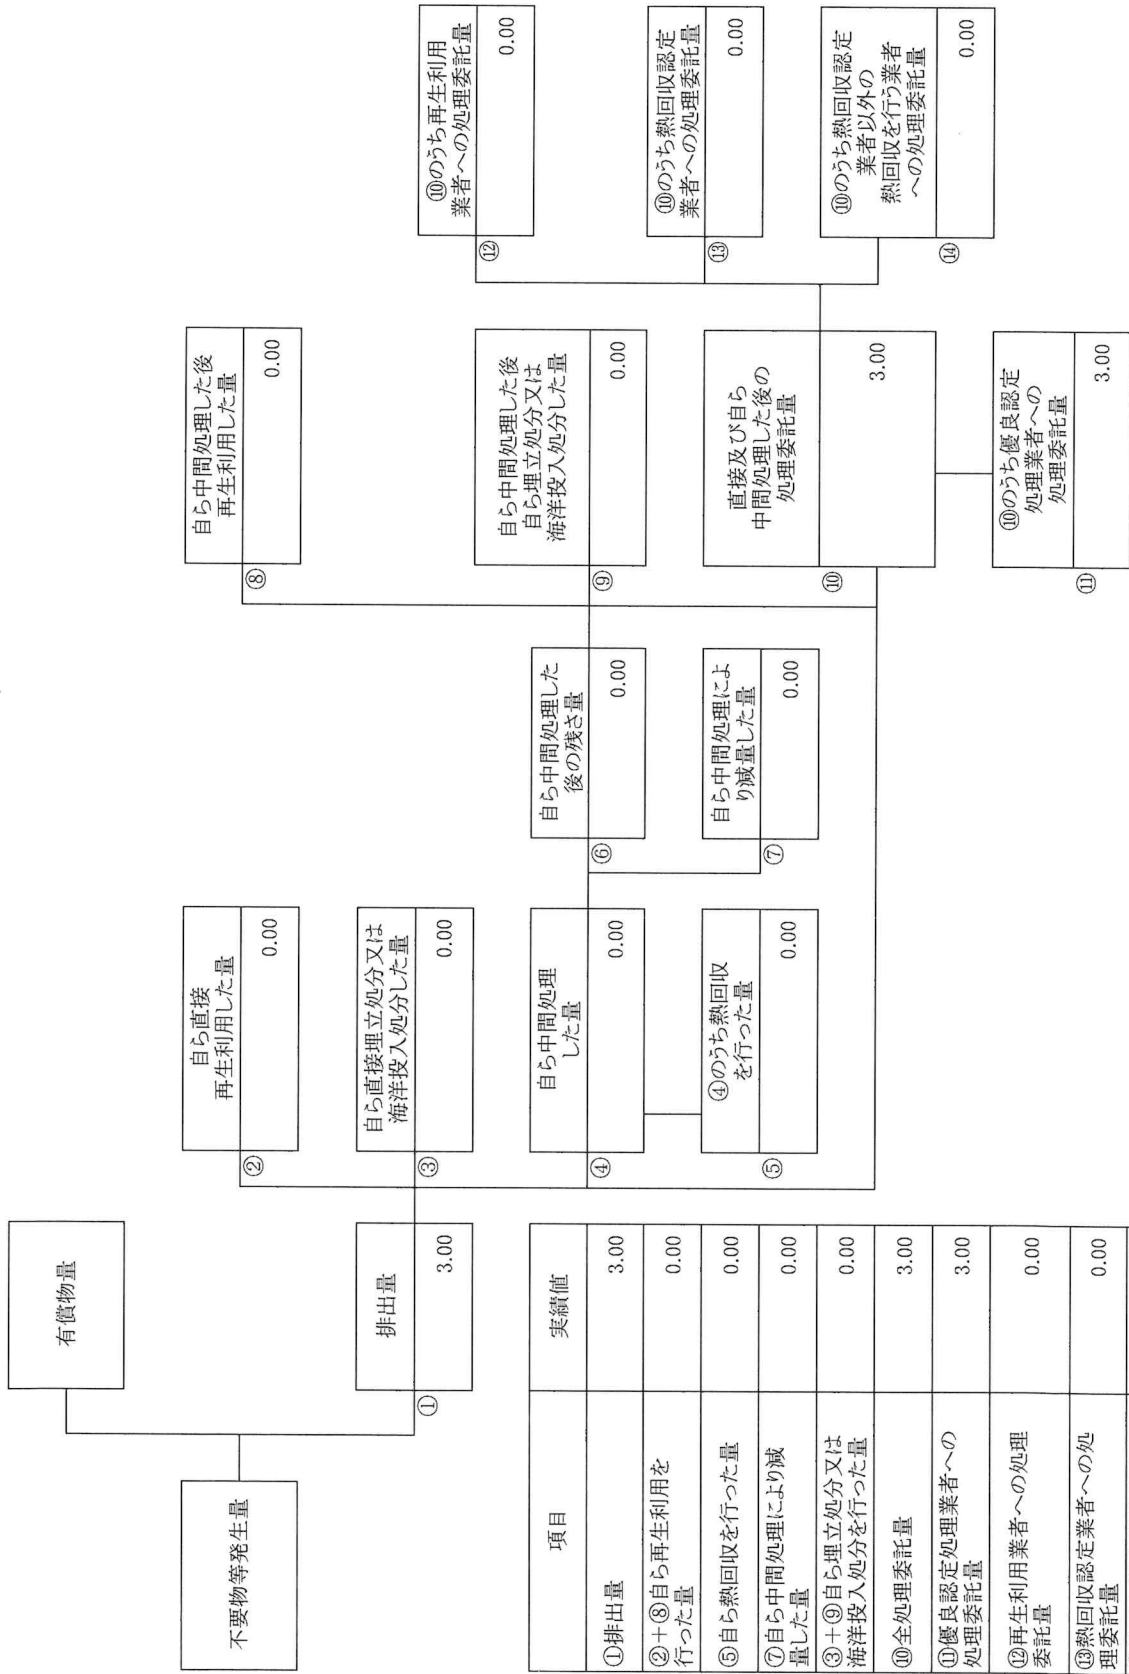 有償物量
不要物等発生量
排出量
①
3.00
自ら直接
再生利用した量
②
0.00
自ら直接埋立処分又は
海洋投入処分した量
③
0.00
自ら中間処理
した量
④
0.00
④のうち熱回収
を行った量
⑤
0.00
自ら中間処理した
後の残さ量
⑥
0.00
自ら中間処理によ
り減量した量
⑦
0.00
自ら中間処理した後
再生利用した量
⑧
0.00
自ら中間処理した後
自ら埋立処分又は
海洋投入処分した量
⑨
0.00
直接及び自ら
中間処理した後の
処理委託量
⑩
3.00
⑩のうち優良認定
処理業者への
処理委託量
⑪
3.00
⑩のうち再生利用
業者への処理委託量
⑫
0.00
⑩のうち熱回収認定
業者への処理委託量
⑬
0.00
⑩のうち熱回収認定
業者以外の
熱回収を行う業者
への処理委託量
⑭
0.00
項目 実績値
①排出量 3.00
②+⑧自ら再生利用を
行った量 0.00
⑤自ら熱回収を行った量 0.00
⑦自ら中間処理により減
量した量 0.00
③+⑨自ら埋立処分又は
海洋投入処分を行った量 0.00
⑩全処理委託量 3.00
⑪優良認定処理業者への
処理委託量 3.00
⑫再生利用業者への処理
委託量 0.00
⑬熱回収認定業者への処
理委託量 0.00